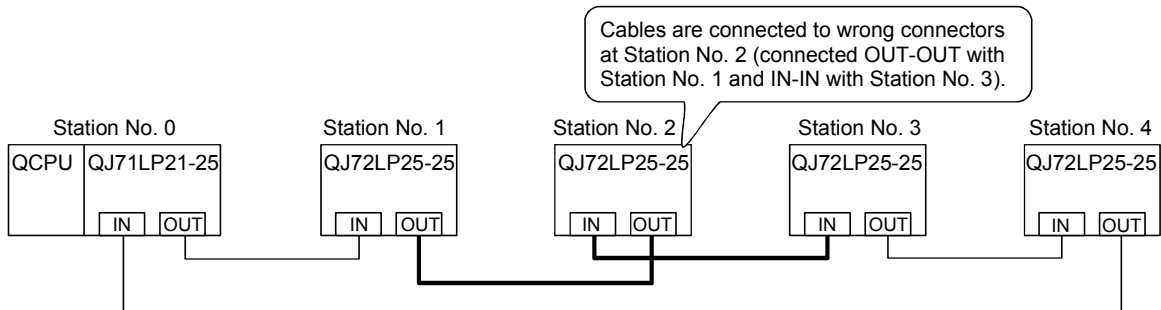 Cables are connected to wrong connectors
at Station No. 2 (connected OUT-OUT with
Station No. 1 and IN-IN with Station No. 3).
Station No. 0
Station No. 1
Station No. 2
Station No. 3
Station No. 4
QCPU
QJ71LP21-25
QJ72LP25-25
QJ72LP25-25
QJ72LP25-25
QJ72LP25-25
IN
OUT
IN
OUT
IN
OUT
IN
OUT
IN
OUT